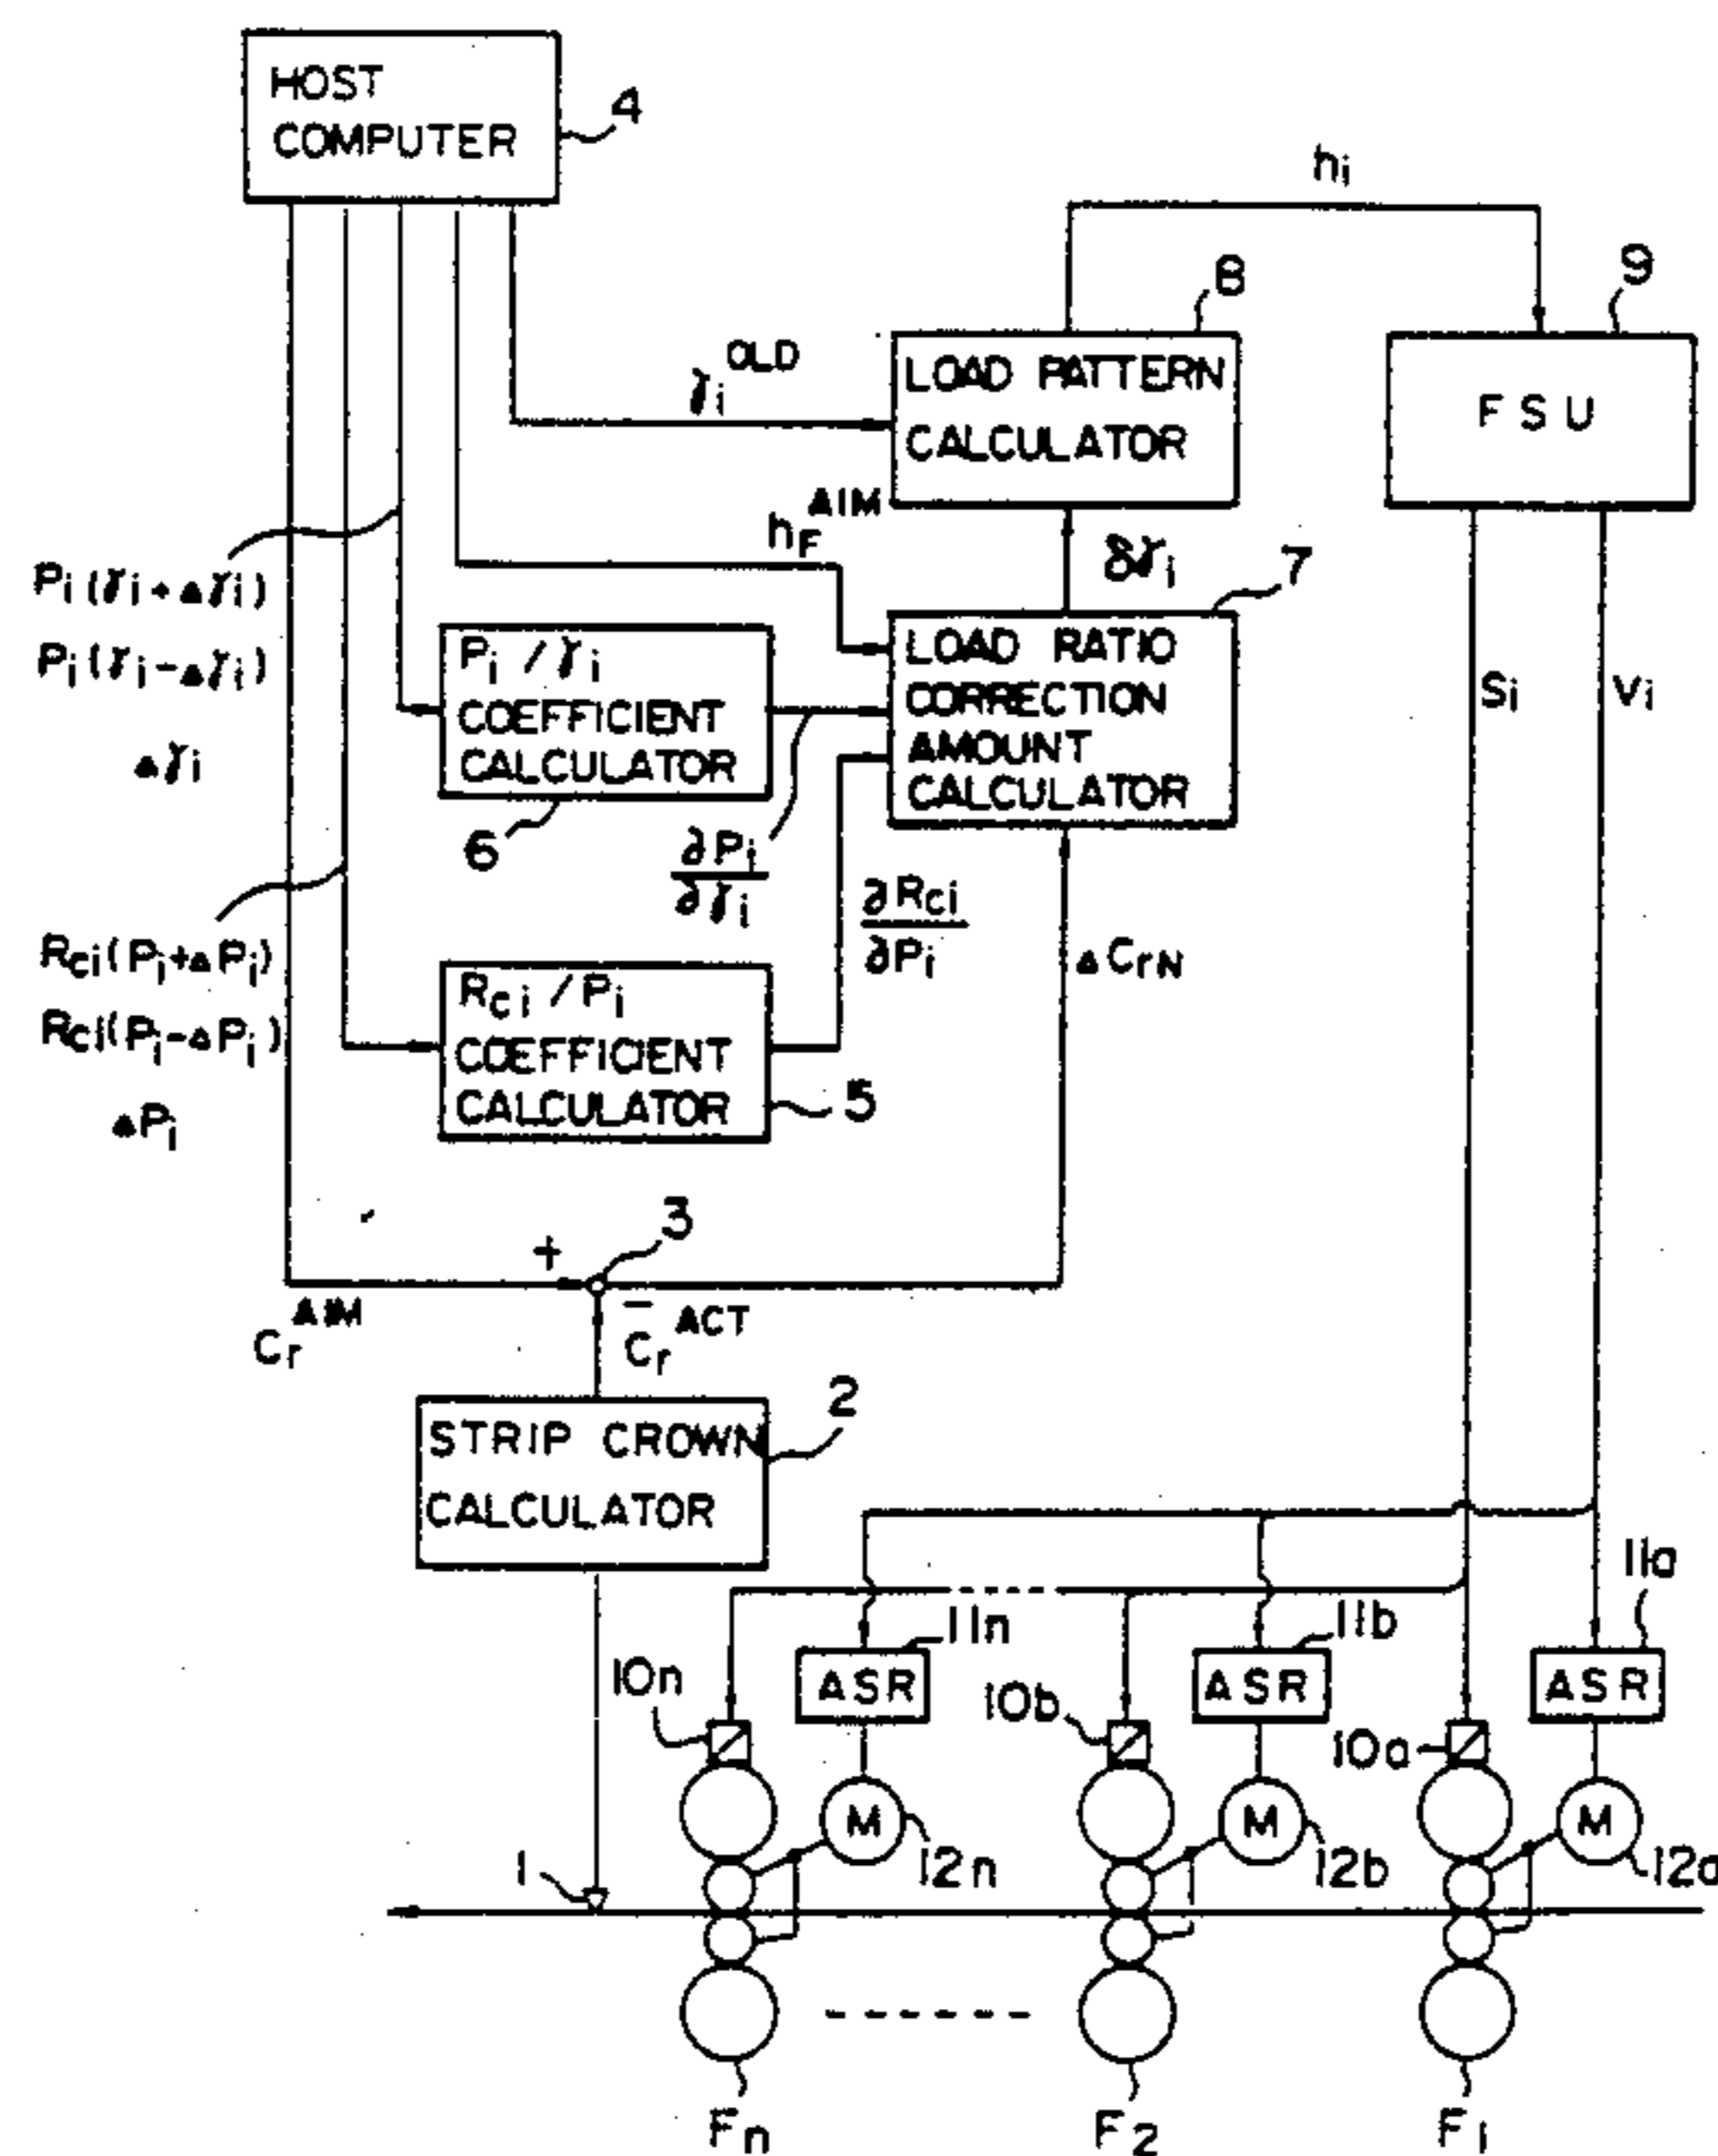 HOST
COMPUTER
4
hi
8
9
γi OLD
LOAD PATTERN
CALCULATOR
FSU
hF AIM
δγi
7
Pi(γi+Δγi)
Pi(γi-Δγi)
Δγi
Pi/γi
COEFFICIENT
CALCULATOR
6
LOAD RATIO
CORRECTION
AMOUNT
CALCULATOR
Si
Vi
∂Pi
∂γi
∂Rci
∂Pi
ΔCrN
Rci(Pi+ΔPi)
Rci(Pi-ΔPi)
ΔPi
Rci/Pi
COEFFICIENT
CALCULATOR
5
+
3
Cr AIM
-
Cr ACT
STRIP CROWN
CALCULATOR
2
11n
11b
11a
10n
ASR
10b
ASR
10a
ASR
M
M
M
12n
12b
12a
1
Fn
F2
F1